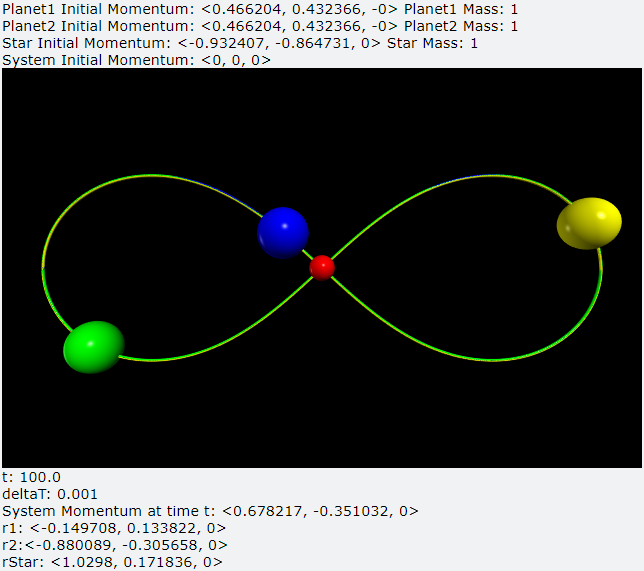 Planet1 Initial Momentum: <0.466204, 0.432366, -0> Planet1 Mass: 1
Planet2 Initial Momentum: <0.466204, 0.432366, -0> Planet2 Mass: 1
Star Initial Momentum: <-0.932407, -0.864731, 0> Star Mass: 1
System Initial Momentum: <0, 0, 0>
t: 100.0
deltaT: 0.001
System Momentum at time t: <0.678217, -0.351032, 0>
r1: <-0.149708, 0.133822, 0>
r2:<-0.880089, -0.305658, 0>
rStar: <1.0298, 0.171836, 0>